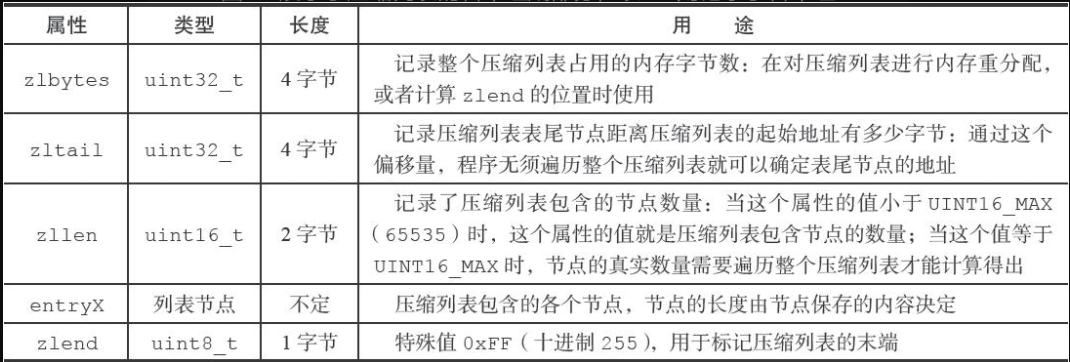 属性 类型 长度 用 途
zlbytes uint32_t 4字节 记录整个压缩列表占用的内存字节数：在对压缩列表进行内存重分配，
或者计算 zlend 的位置时使用
zltail uint32_t 4字节 记录压缩列表表尾节点距离压缩列表的起始地址有多少字节：通过这个
偏移量，程序无须遍历整个压缩列表就可以确定表尾节点的地址
zllen uint16_t 2字节 记录了压缩列表包含的节点数量：当这个属性的值小于 UINT16_MAX
（65535）时，这个属性的值就是压缩列表包含节点的数量；当这个值等于
UINT16_MAX 时，节点的真实数量需要遍历整个压缩列表才能计算得出
entryX 列表节点 不定 压缩列表包含的各个节点，节点的长度由节点保存的内容决定
zlend uint8_t 1字节 特殊值 0xFF（十进制 255），用于标记压缩列表的末端